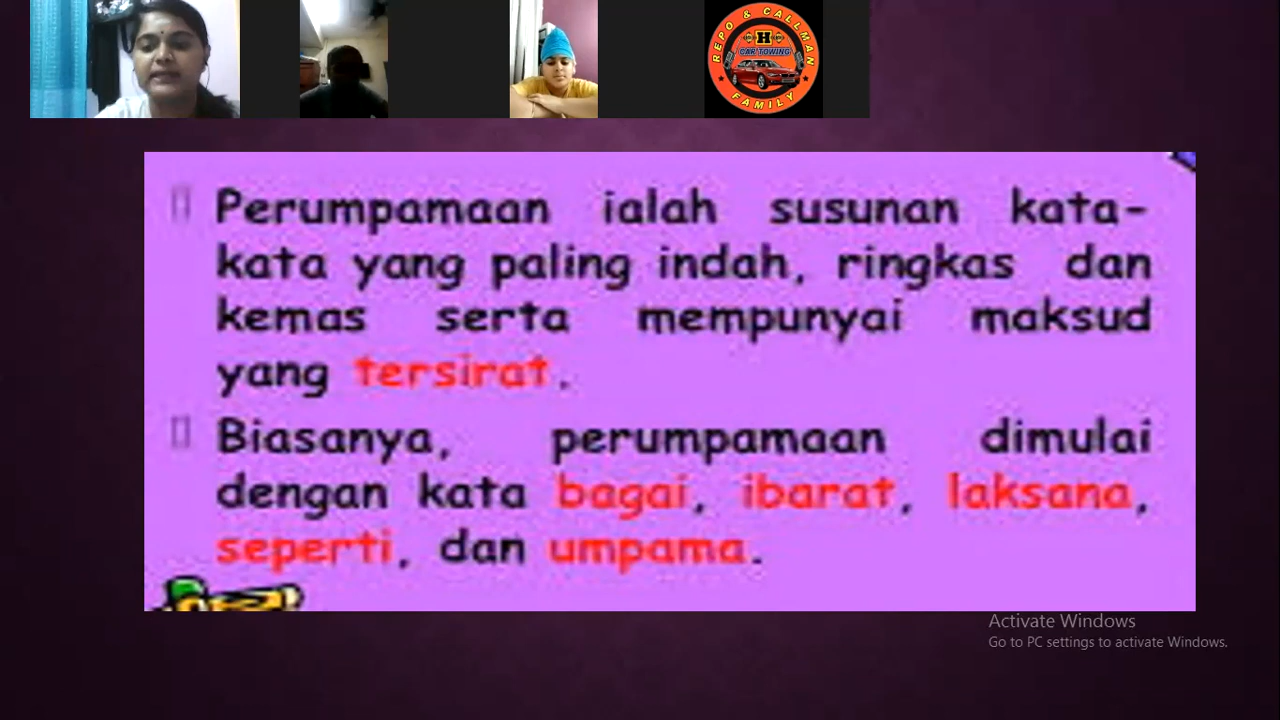 REPO & CALLMAN
H
CAR TOWING
FAMILY
Perumpamaan ialah susunan kata-
kata yang paling indah, ringkas dan
kemas serta mempunyai maksud
yang tersirat.
Biasanya, perumpamaan dimulai
dengan kata bagai, ibarat, laksana,
seperti, dan umpama.
Activate Windows
Go to PC settings to activate Windows.